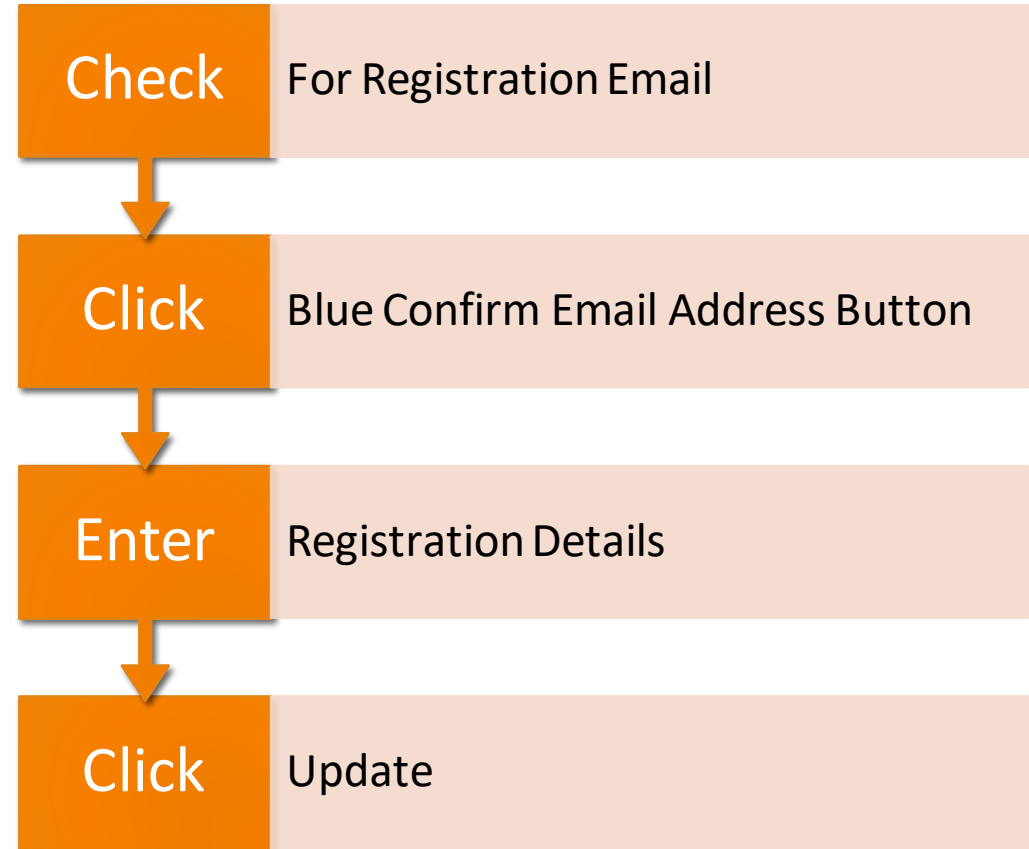 Check
For Registration Email
Click
Blue Confirm Email Address Button
Enter
Registration Details
Click
Update